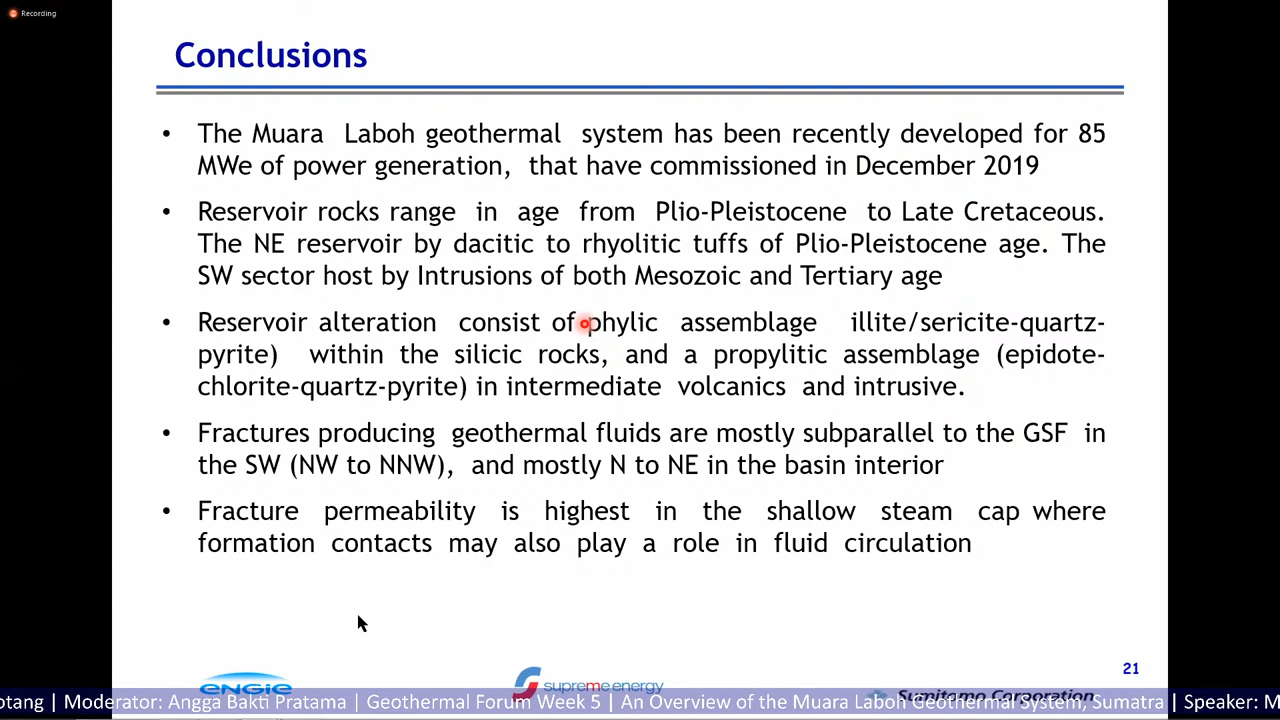 Recording
Conclusions
• The Muara Laboh geothermal system has been recently developed for 85
MWe of power generation, that have commissioned in December 2019
• Reservoir rocks range in age from Plio-Pleistocene to Late Cretaceous.
The NE reservoir by dacitic to rhyolitic tuffs of Plio-Pleistocene age. The
SW sector host by Intrusions of both Mesozoic and Tertiary age
• Reservoir alteration consist of phylic assemblage illite/sericite-quartz-
pyrite) within the silicic rocks, and a propylitic assemblage (epidote-
chlorite-quartz-pyrite) in intermediate volcanics and intrusive.
• Fractures producing geothermal fluids are mostly subparallel to the GSF in
the SW (NW to NNW), and mostly N to NE in the basin interior
• Fracture permeability is highest in the shallow steam cap where
formation contacts may also play a role in fluid circulation
21
ENGIE
supreme energy
Sumitomo Corporation
otang | Moderator: Angga Bakti Pratama | Geothermal Forum Week 5 | An Overview of the Muara Laboh Geothermal System, Sumatra | Speaker: M